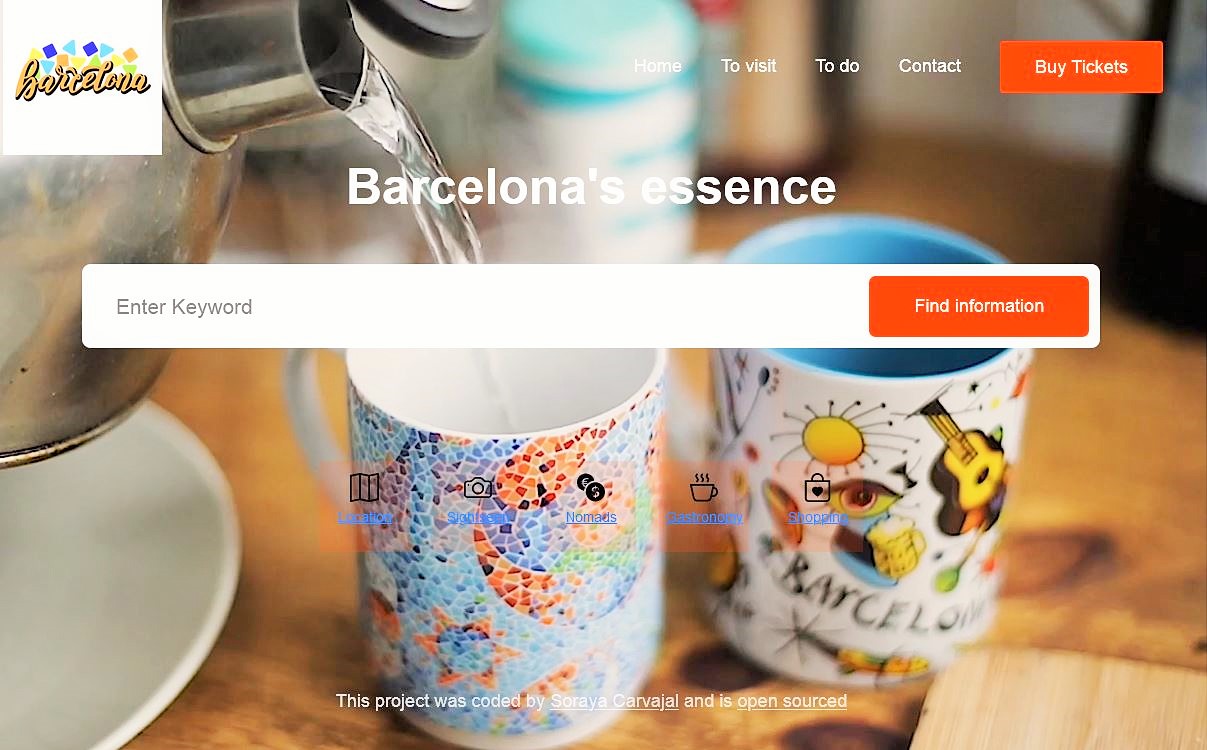 Barcelona
Home To visit To do Contact Buy Tickets
Barcelona's essence
Enter Keyword Find information
Location Sightseen Nomads Gastronomy Shopping
BARCELONA
This project was coded by Soraya Carvajal and is open sourced